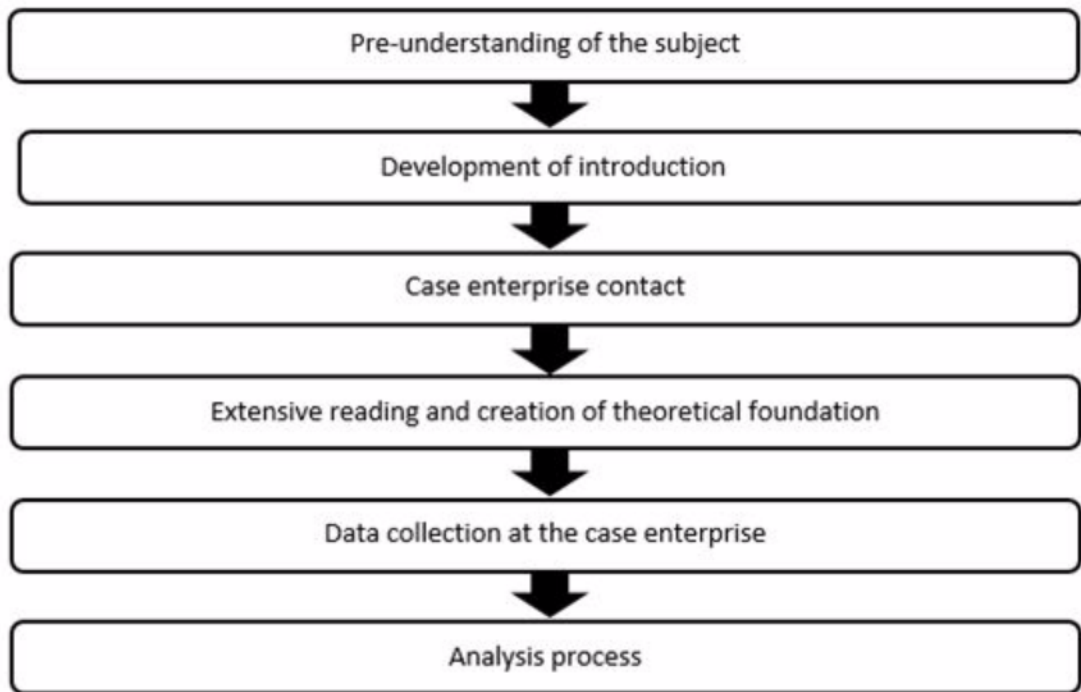 Pre-understanding of the subject
Development of introduction
Case enterprise contact
Extensive reading and creation of theoretical foundation
Data collection at the case enterprise
Analysis process